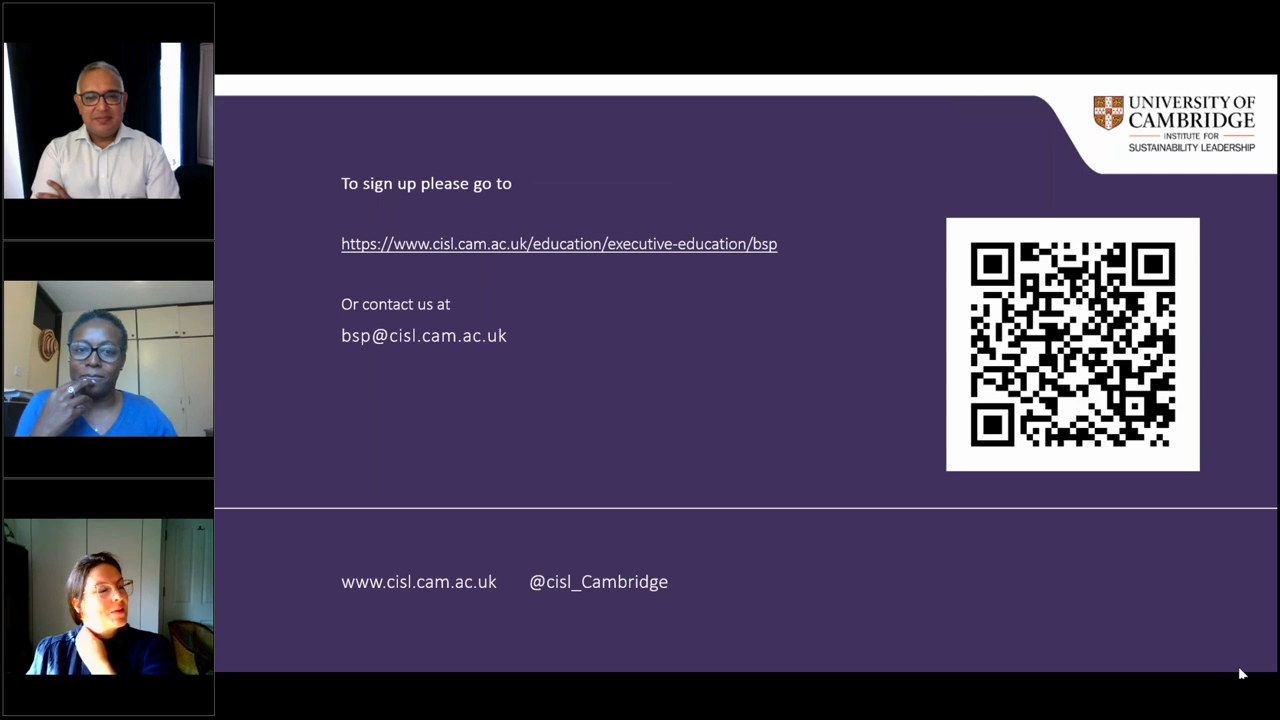 UNIVERSITY OF
CAMBRIDGE
INSTITUTE FOR
SUSTAINABILITY LEADERSHIP
To sign up please go to
https://www.cisl.cam.ac.uk/education/executive-education/bsp
Or contact us at
bsp@cisl.cam.ac.uk
www.cisl.cam.ac.uk @cisl_Cambridge